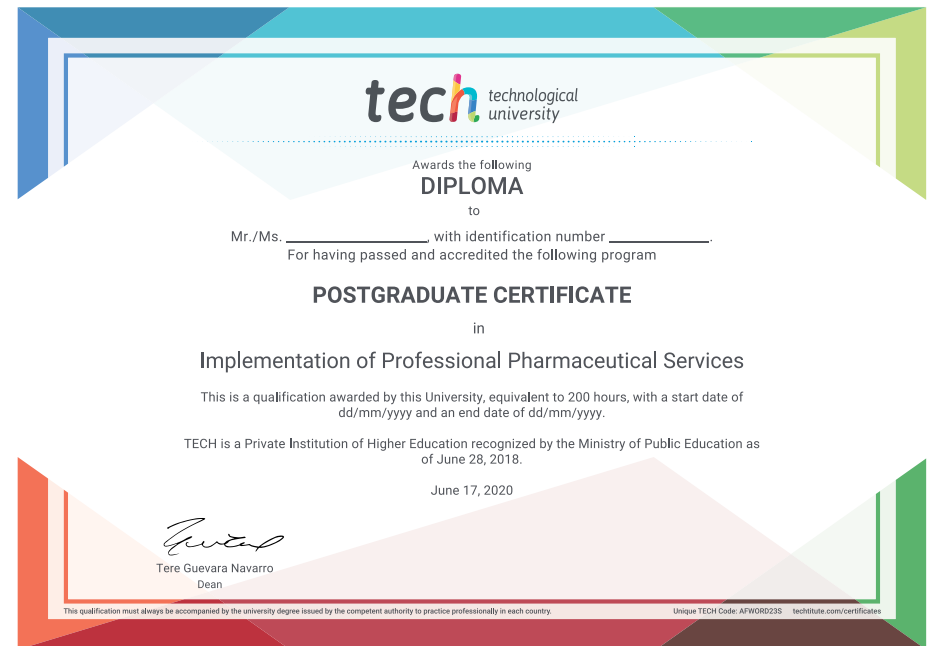 tech technological
university
Awards the following
DIPLOMA
to
Mr./Ms. ____________, with identification number ____________.
For having passed and accredited the following program
POSTGRADUATE CERTIFICATE
in
Implementation of Professional Pharmaceutical Services
This is a qualification awarded by this University, equivalent to 200 hours, with a start date of
dd/mm/yyyy and an end date of dd/mm/yyyy.
TECH is a Private Institution of Higher Education recognized by the Ministry of Public Education as
of June 28, 2018.
June 17, 2020
Tere Guevara Navarro
Dean
This qualification must always be accompanied by the university degree issued by the competent authority to practice professionally in each country.
Unique TECH Code: AFWORD23S techtitute.com/certificates